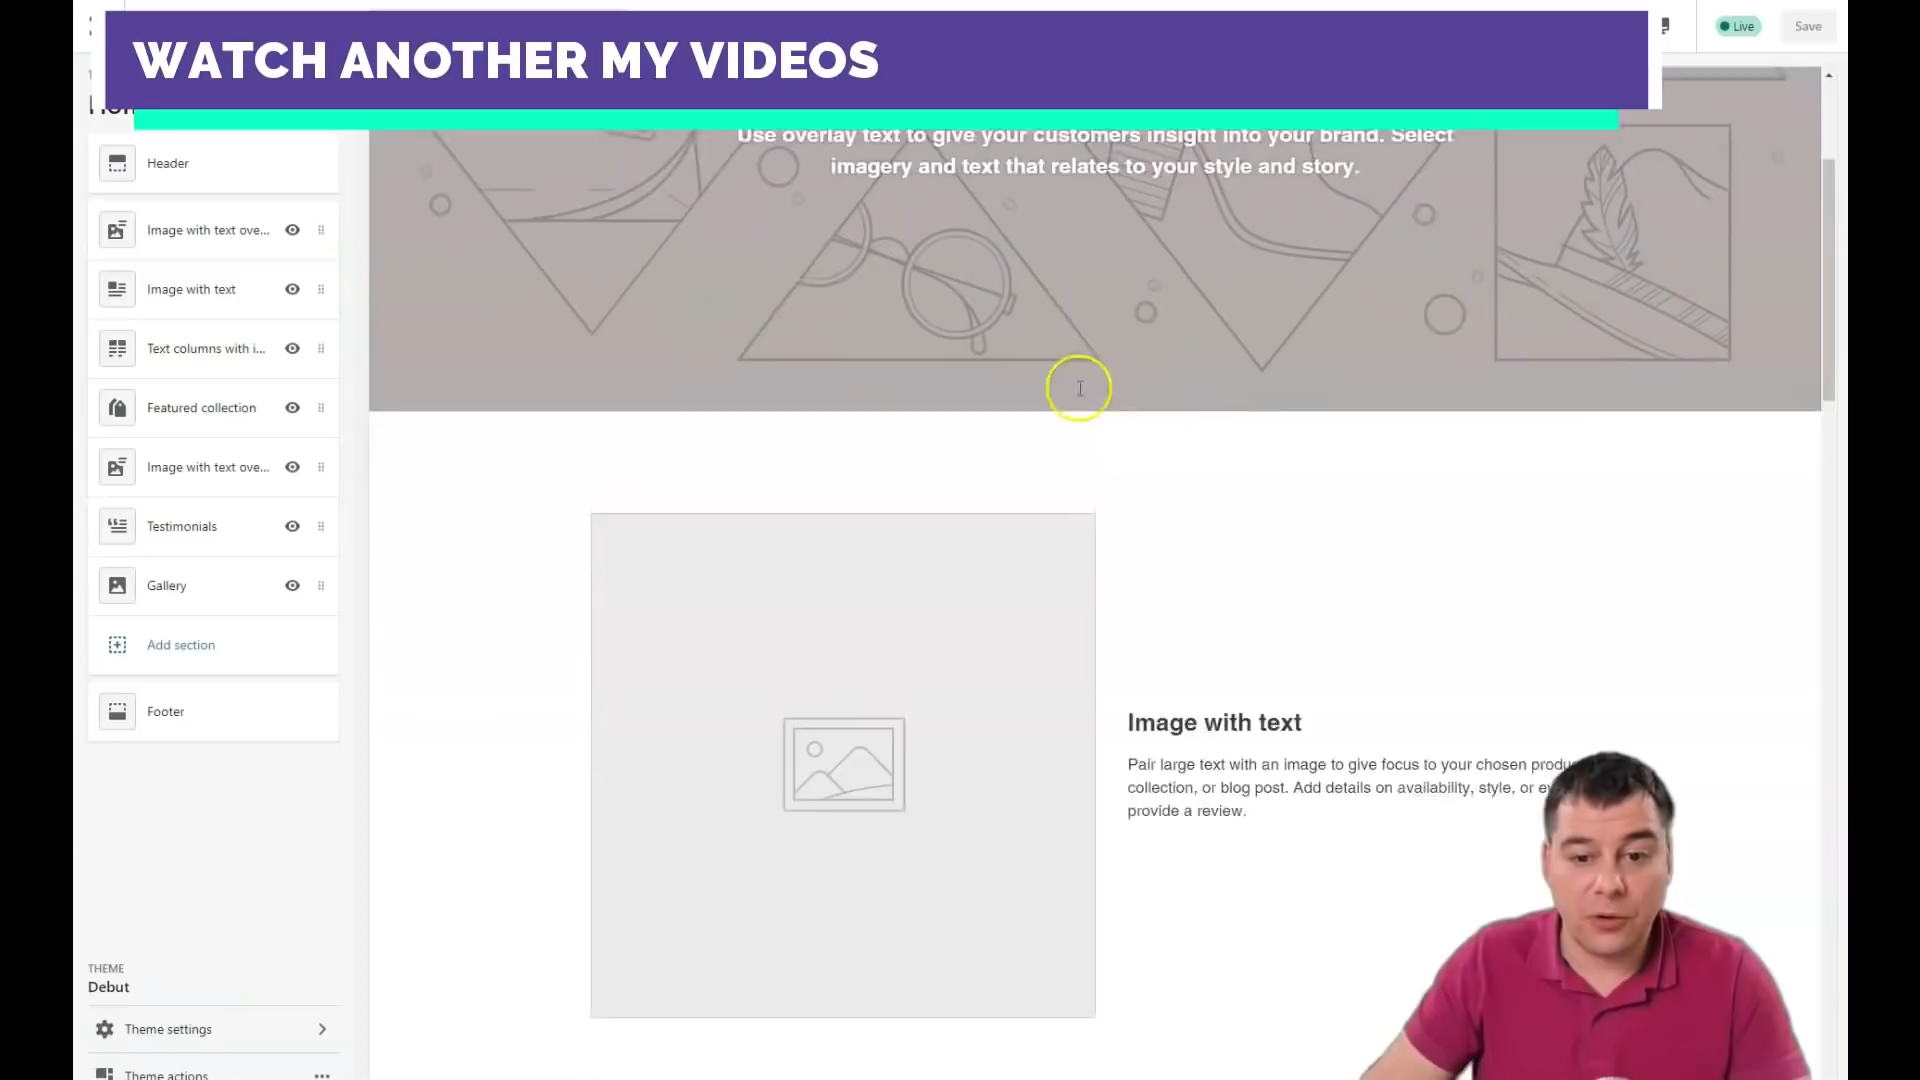 WATCH ANOTHER MY VIDEOS
Live
Save
Header
Image with text ove...
Image with text
Text columns with i...
Featured collection
Image with text ove...
Testimonials
Gallery
Add section
Footer
THEME
Debut
Theme settings
Theme actions
Use overlay text to give your customers insight into your brand. Select
imagery and text that relates to your style and story.
Image with text
Pair large text with an image to give focus to your chosen
collection, or blog post. Add details on availability, style, or
provide a review.